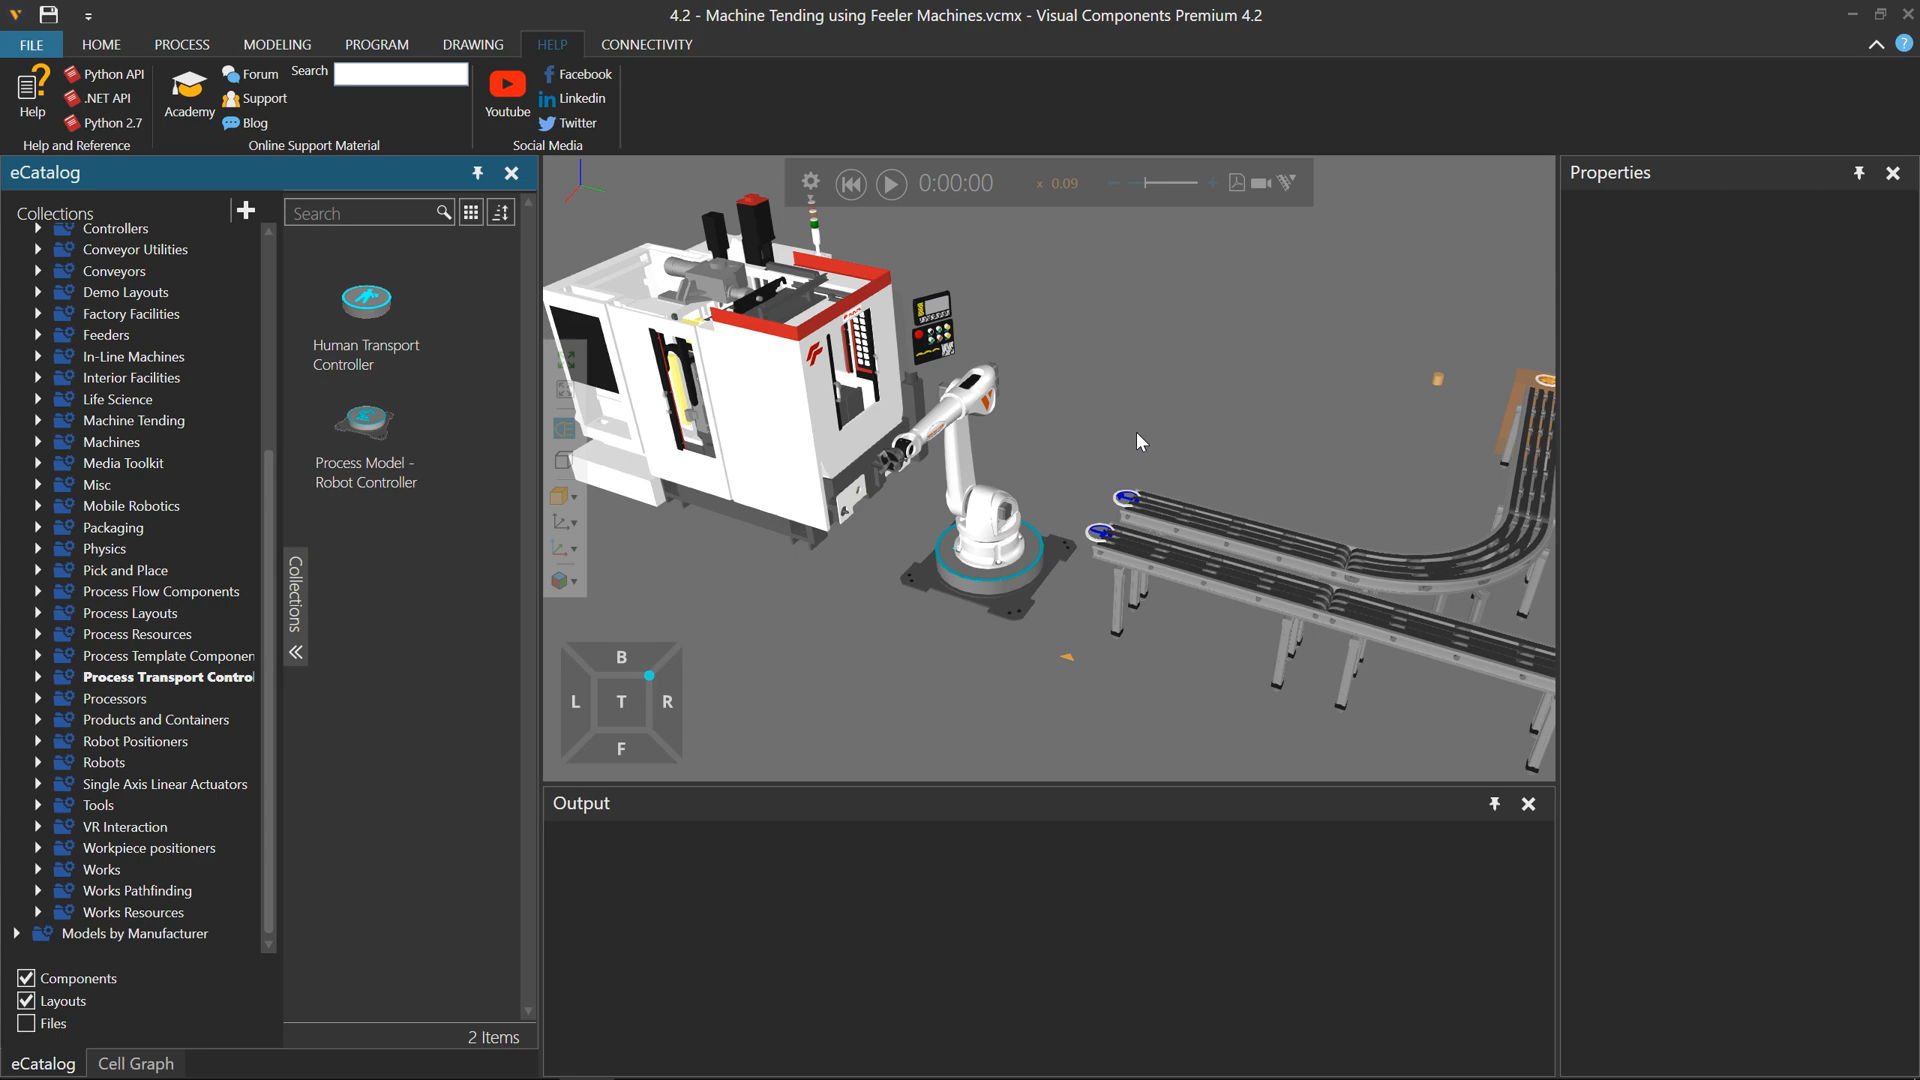 4.2 - Machine Tending using Feeler Machines.vcmx - Visual Components Premium 4.2
FILE HOME PROCESS MODELING PROGRAM DRAWING HELP CONNECTIVITY
Help
Python API
.NET API
Python 2.7
Help and Reference
Academy
Forum
Support
Blog
Search
Online Support Material
Youtube
Facebook
Linkedin
Twitter
Social Media
eCatalog
Collections
Controllers
Conveyor Utilities
Conveyors
Demo Layouts
Factory Facilities
Feeders
In-Line Machines
Interior Facilities
Life Science
Machine Tending
Machines
Media Toolkit
Misc
Mobile Robotics
Packaging
Physics
Pick and Place
Process Flow Components
Process Layouts
Process Resources
Process Template Componen
Process Transport Contro
Processors
Products and Containers
Robot Positioners
Robots
Single Axis Linear Actuators
Tools
VR Interaction
Workpiece positioners
Works
Works Pathfinding
Works Resources
Models by Manufacturer
Components
Layouts
Files
eCatalog Cell Graph
Search
Human Transport
Controller
Process Model -
Robot Controller
Collections
2 Items
0:00:00
x 0.09
B
L T R
F
Output
Properties